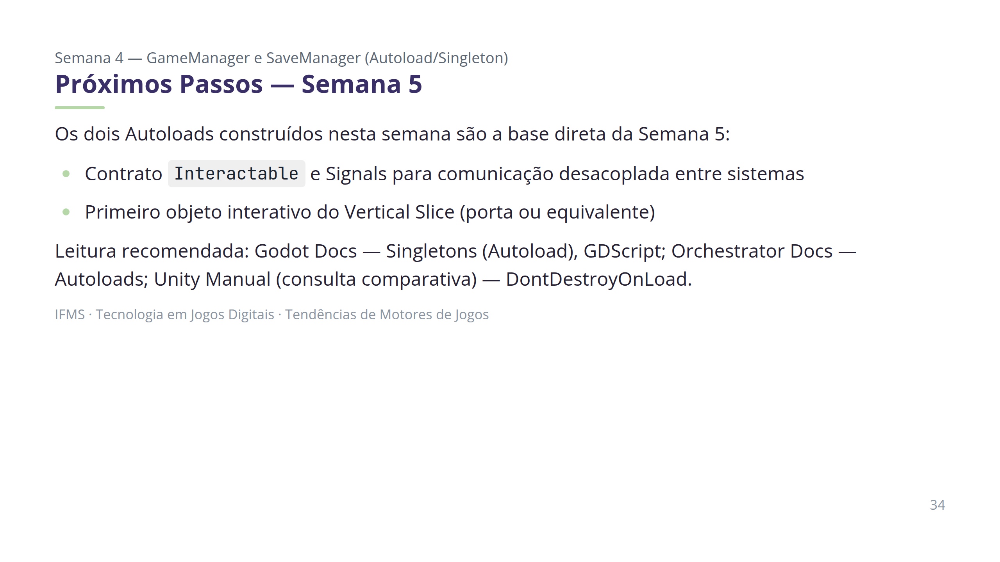 Semana 4 — GameManager e SaveManager (Autoload/Singleton)
Próximos Passos — Semana 5
Os dois Autoloads construídos nesta semana são a base direta da Semana 5:
Contrato Interactable e Signals para comunicação desacoplada entre sistemas
Primeiro objeto interativo do Vertical Slice (porta ou equivalente)
Leitura recomendada: Godot Docs — Singletons (Autoload), GDScript; Orchestrator Docs —
Autoloads; Unity Manual (consulta comparativa) — DontDestroyOnLoad.
IFMS · Tecnologia em Jogos Digitais · Tendências de Motores de Jogos
34